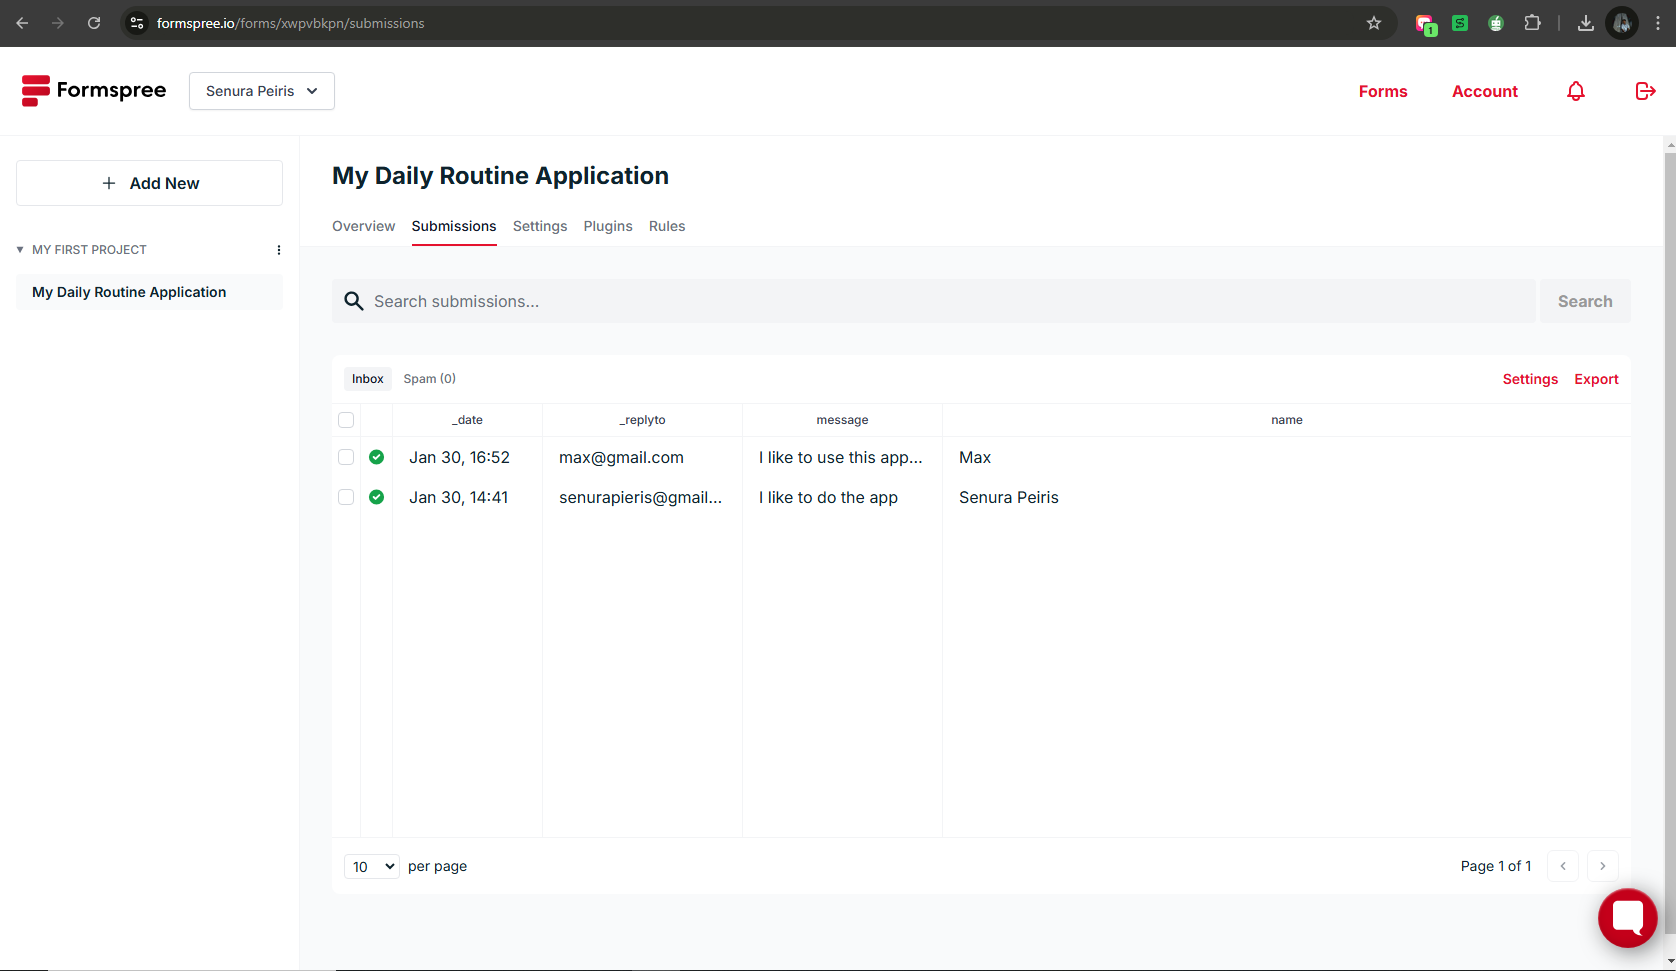 formspree.io/forms/xwpvbkpn/submissions
1
Formspree
Senura Peiris
Forms
Account
Add New
MY FIRST PROJECT
My Daily Routine Application
My Daily Routine Application
Overview Submissions Settings Plugins Rules
Search submissions...
Search
Inbox Spam (0)
Settings Export
_date _replyto message name
Jan 30, 16:52 max@gmail.com I like to use this app... Max
Jan 30, 14:41 senurapieris@gmail... I like to do the app Senura Peiris
10 per page
Page 1 of 1